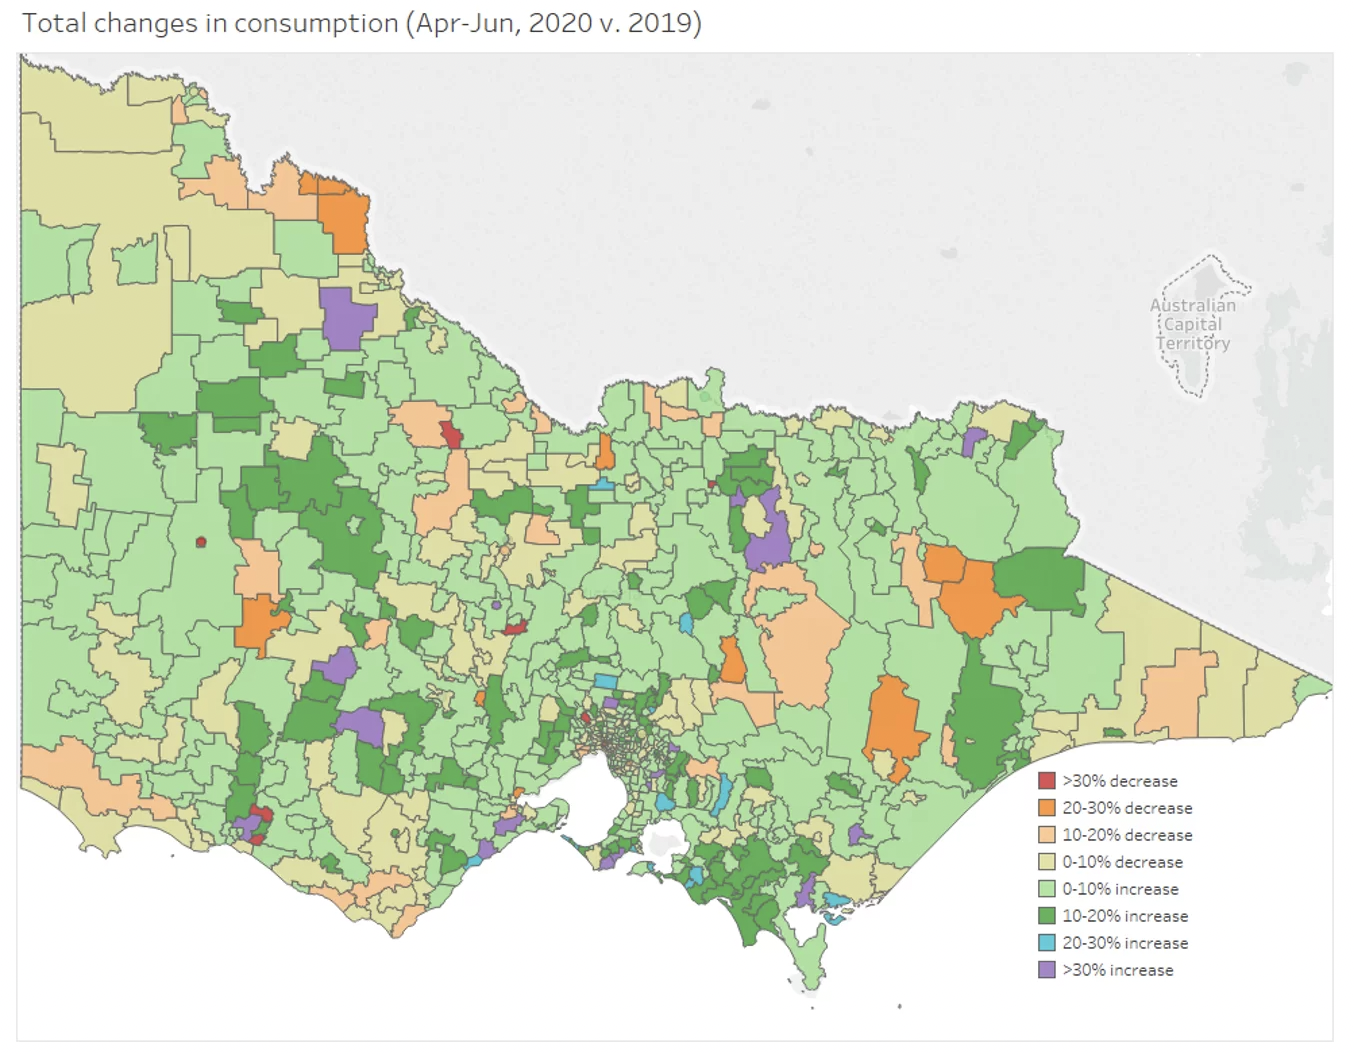 Total changes in consumption (Apr-Jun, 2020 v. 2019)
Australian
Capital
Territory
>30% decrease
20-30% decrease
10-20% decrease
0-10% decrease
0-10% increase
10-20% increase
20-30% increase
>30% increase